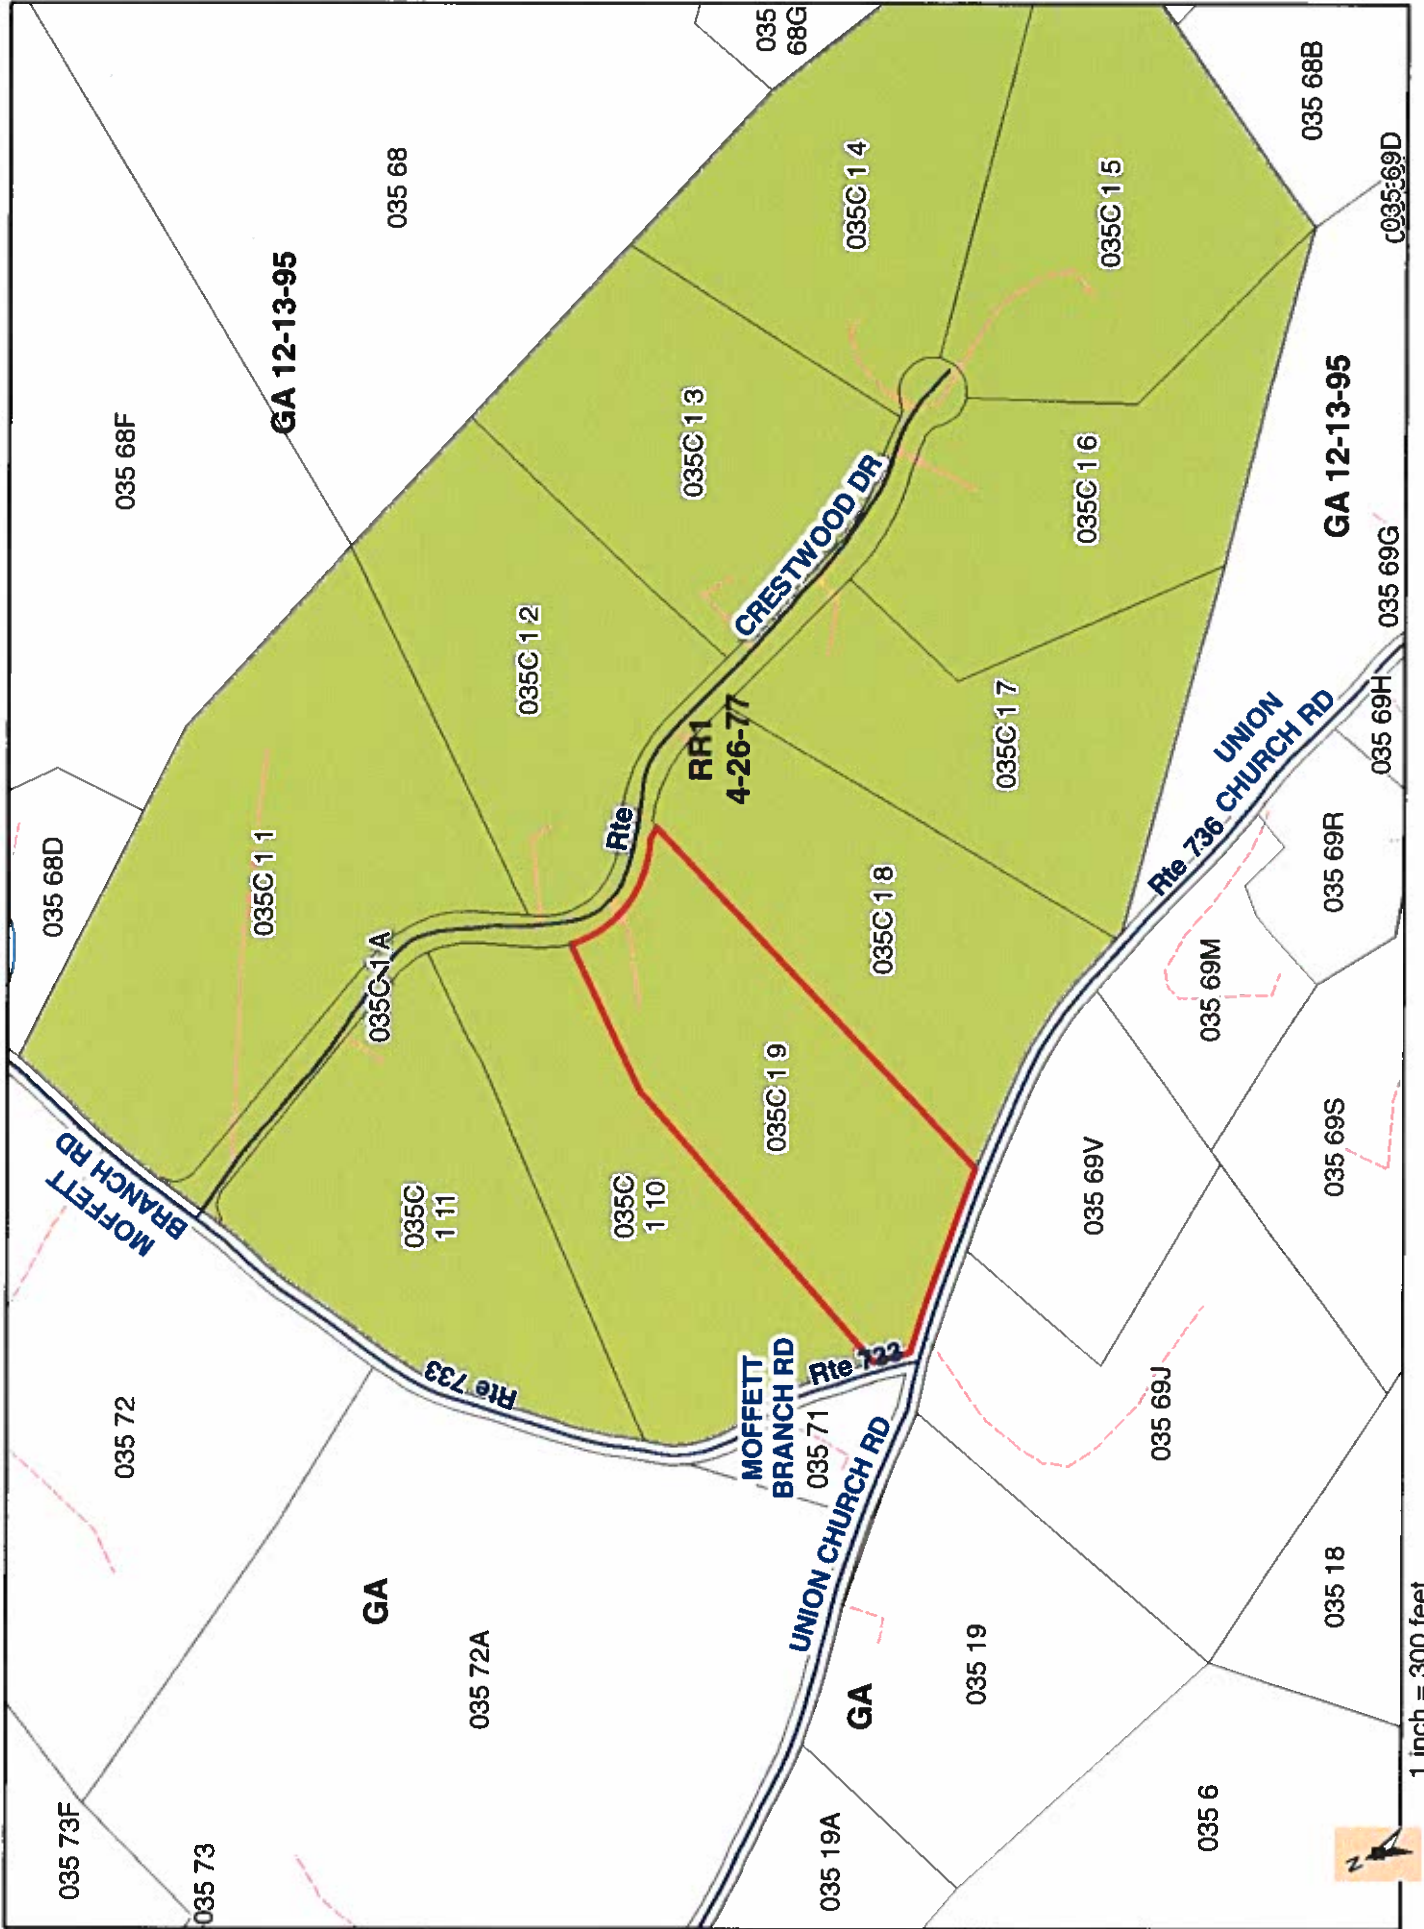 035 73F
035 73
035 72
035 72A
GA
035 68D
035 68F
GA 12-13-95
035 68
035
68G
MOFFETT
BRANCH RD
Rte 733
035C 1 1
035C 1 A
035C
1 11
035C
1 10
035C 1 2
035C 1 3
035C 1 4
035C 1 5
035C 1 6
035C 1 7
035C 1 8
035C 1 9
Rte
CRESTWOOD DR
RR1
4-26-77
MOFFETT
BRANCH RD
Rte 733
035 71
UNION CHURCH RD
GA
035 19A
035 19
035 6
035 18
035 69J
035 69V
035 69S
035 69M
035 69R
Rte 736
UNION
CHURCH RD
035 69H
035 69G
GA 12-13-95
035 68B
035 69D
N
1 inch = 300 feet